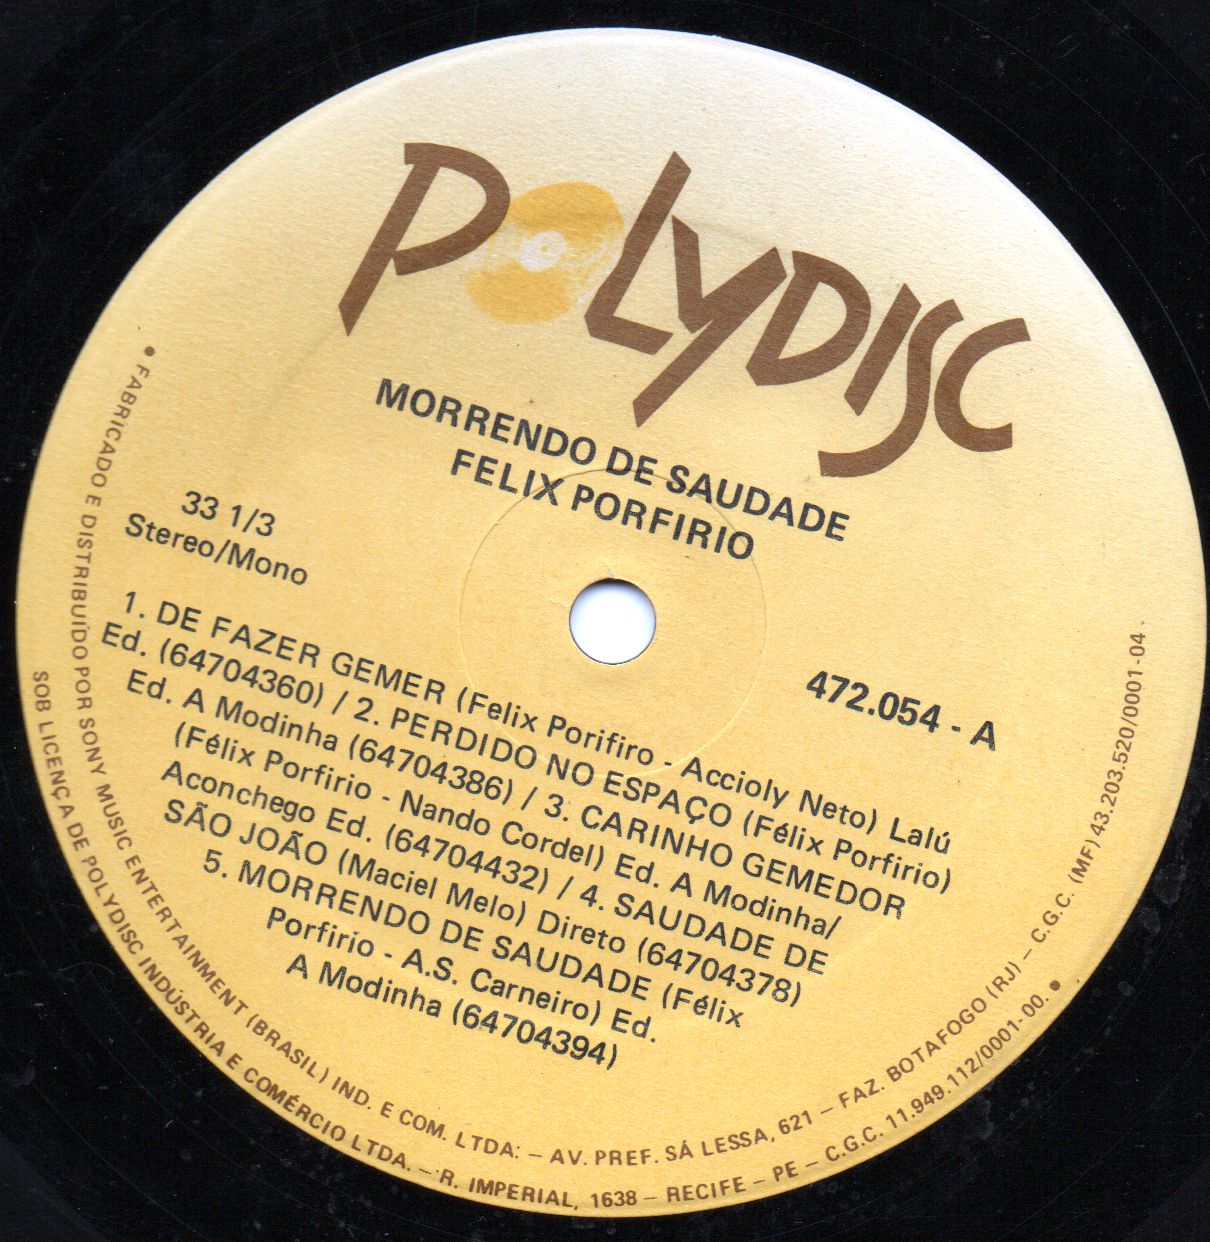 POLYDISC
MORRENDO DE SAUDADE
FELIX PORFIRIO
33 1/3
Stereo/Mono
472.054 - A
1. DE FAZER GEMER (Felix Porifiro - Accioly Neto) Lalú
Ed. (64704360) / 2. PERDIDO NO ESPAÇO (Félix Porfirio)
Ed. A Modinha (64704386) / 3. CARINHO GEMEDOR
(Félix Porfirio - Nando Cordel) Ed. A Modinha/
Aconchego Ed. (64704432) / 4. SAUDADE DE
SÃO JOÃO (Maciel Melo) Direto (64704378)
5. MORRENDO DE SAUDADE (Félix
Porfirio - A.S. Carneiro) Ed.
A Modinha (64704394)
• FABRICADO E DISTRIBUÍDO POR SONY MUSIC ENTERTAINMENT (BRASIL) IND. E COM. LTDA: – AV. PREF. SÁ LESSA, 621 – FAZ. BOTAFOGO (RJ) – C.G.C. (MF) 43.203.520/0001-04
SOB LICENÇA DE POLYDISC INDÚSTRIA E COMÉRCIO LTDA. – R. IMPERIAL, 1638 – RECIFE – PE – C.G.C. 11.949.112/0001-00. •